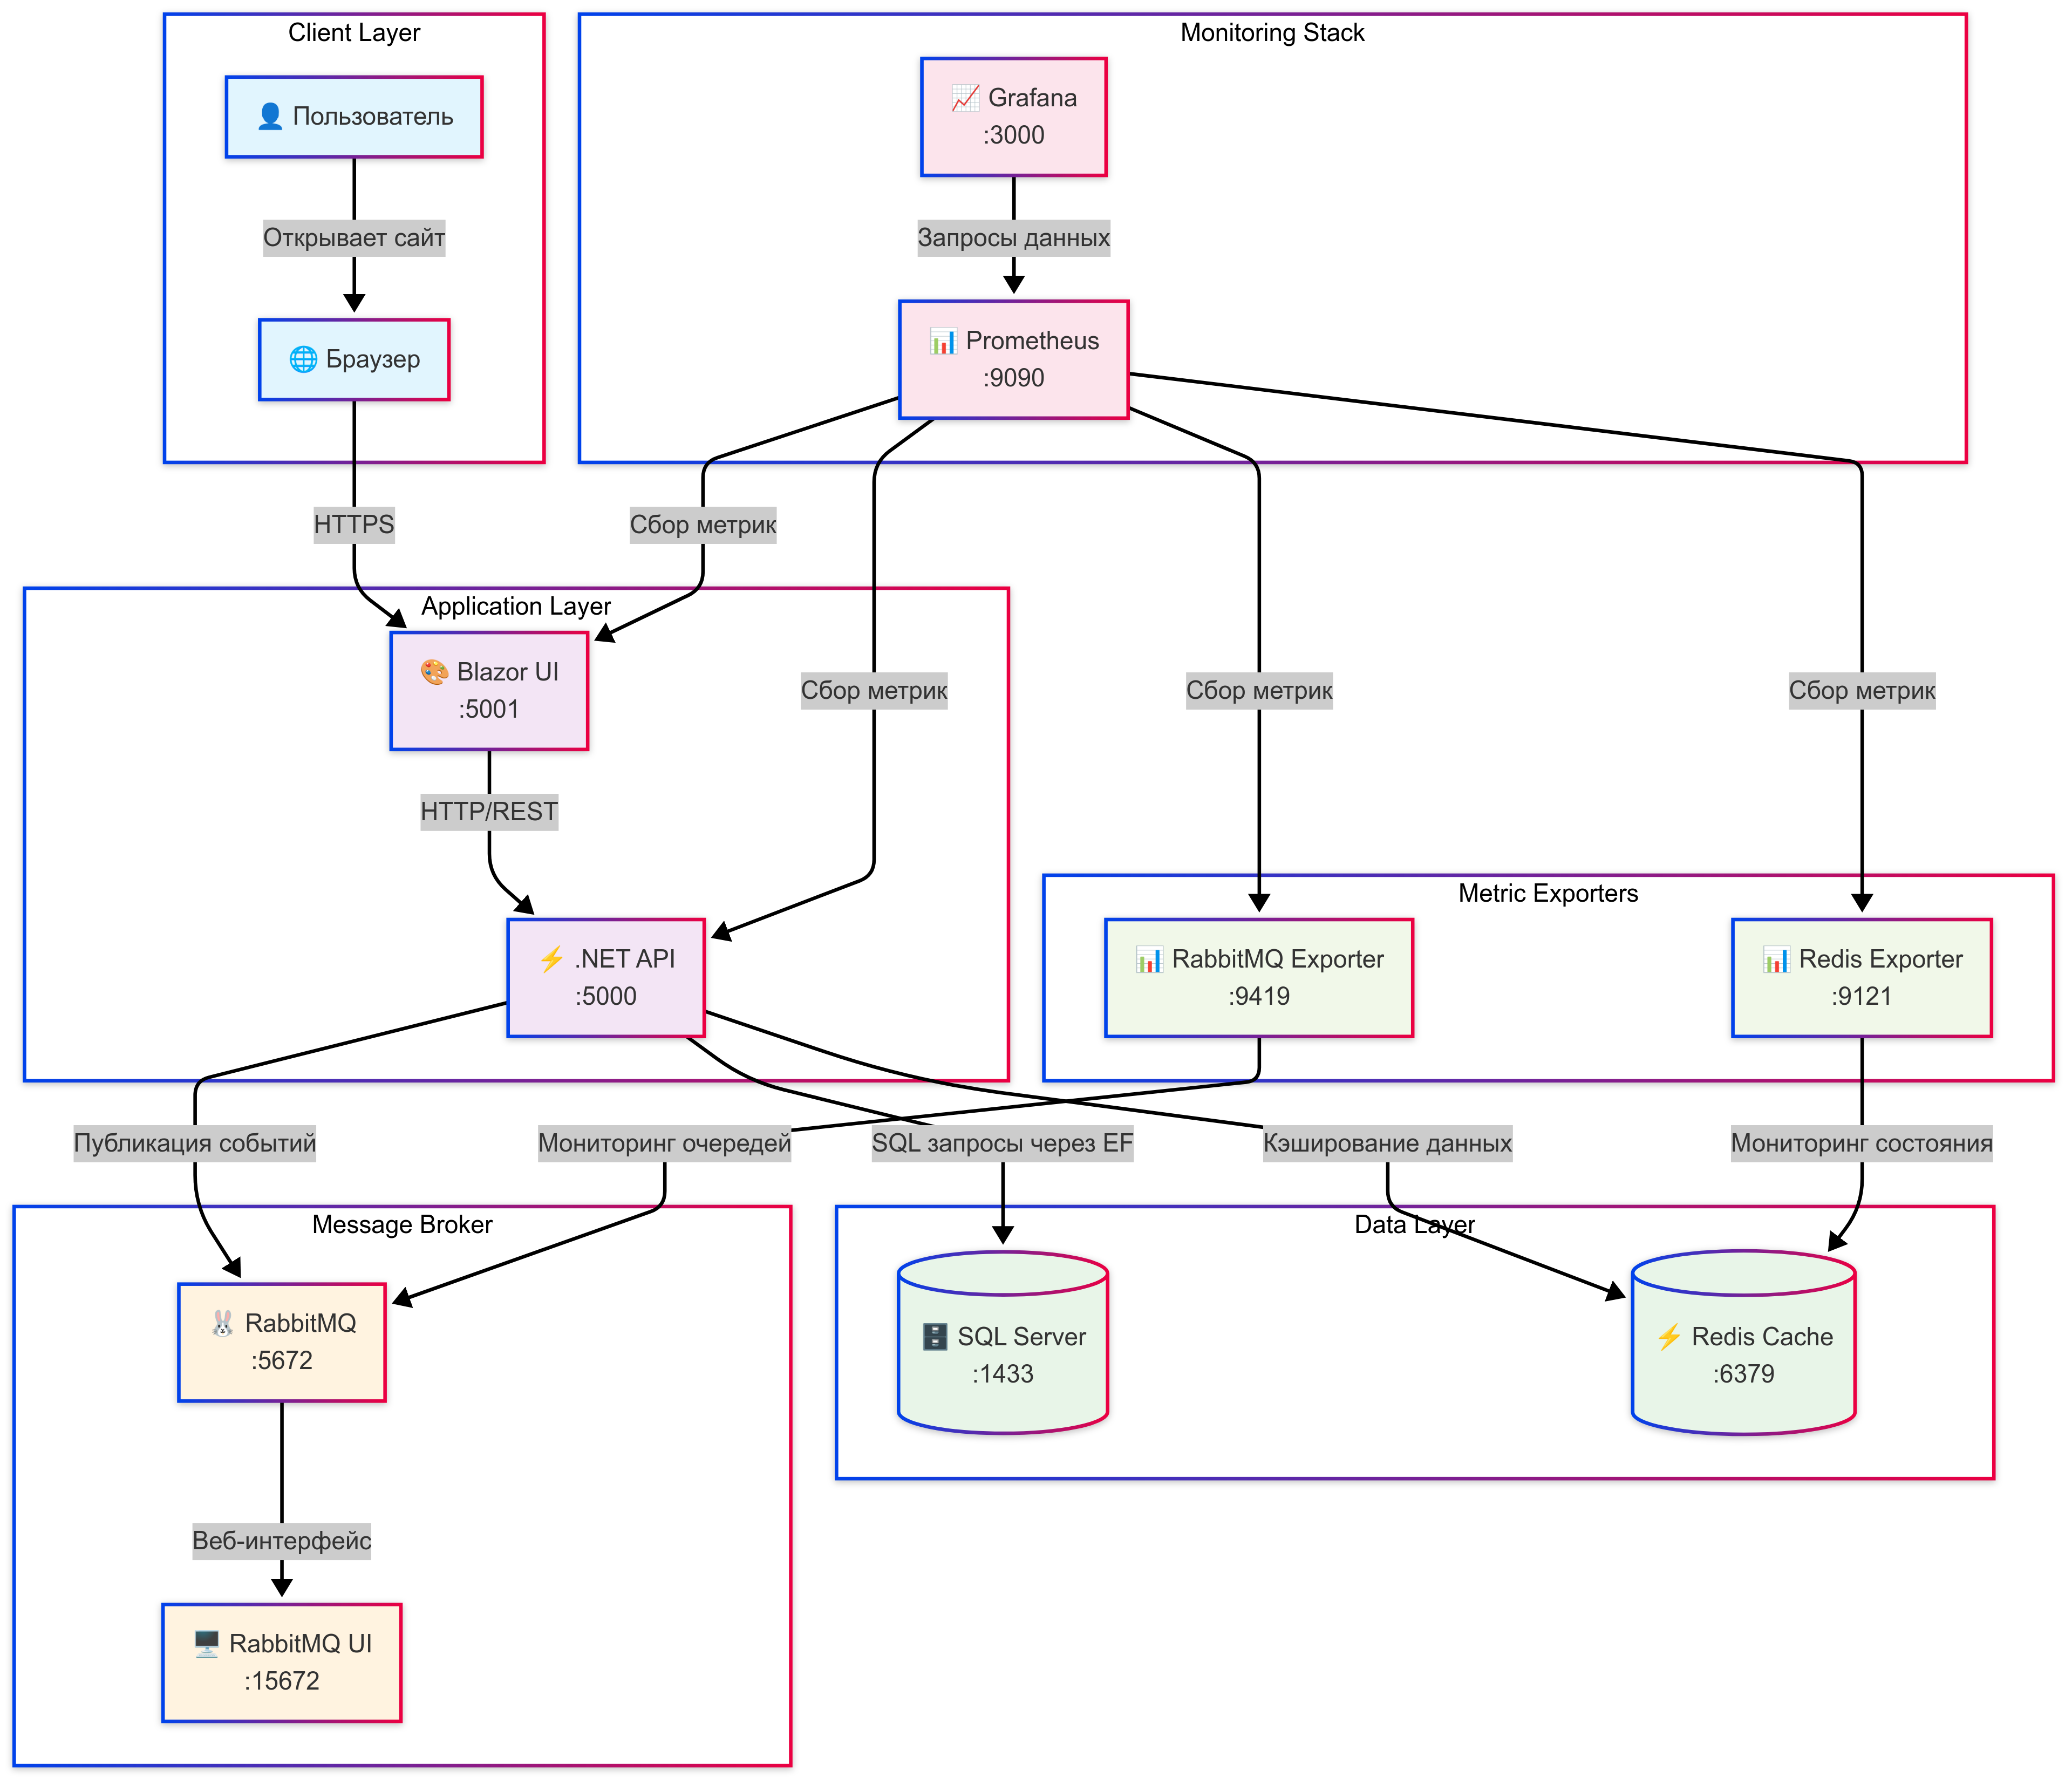 Client Layer
Monitoring Stack
👤 Пользователь
📈 Grafana
:3000
Открывает сайт
Запросы данных
🌐 Браузер
📊 Prometheus
:9090
HTTPS
Сбор метрик
Application Layer
🎨 Blazor UI
:5001
Сбор метрик
Сбор метрик
Сбор метрик
HTTP/REST
Metric Exporters
⚡ .NET API
:5000
📊 RabbitMQ Exporter
:9419
📊 Redis Exporter
:9121
Публикация событий
Мониторинг очередей
SQL запросы через EF
Кэширование данных
Мониторинг состояния
Message Broker
Data Layer
🐰 RabbitMQ
:5672
🗄️ SQL Server
:1433
⚡ Redis Cache
:6379
Веб-интерфейс
🖥️ RabbitMQ UI
:15672